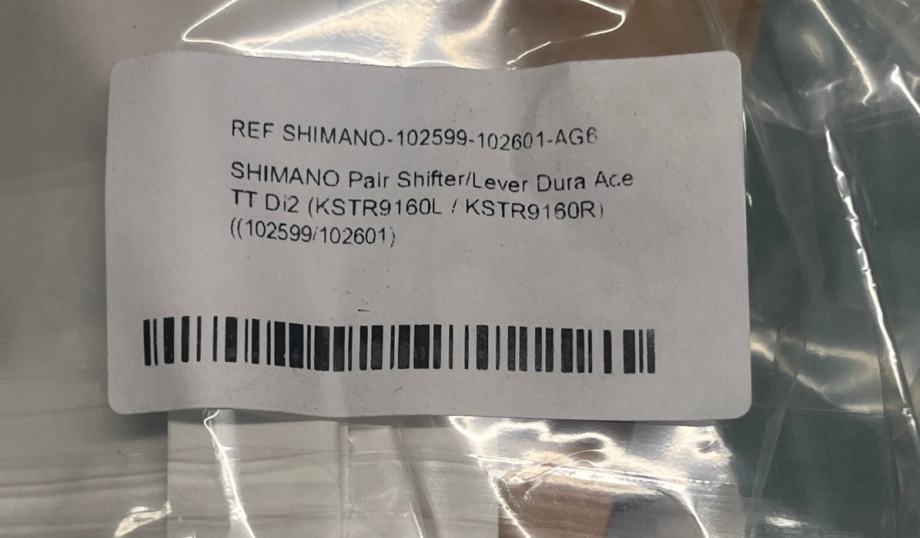 REF SHIMANO-102599-102601-AG6
SHIMANO Pair Shifter/Lever Dura Ace
TT Di2 (KSTR9160L / KSTR9160R)
((102599/102601)